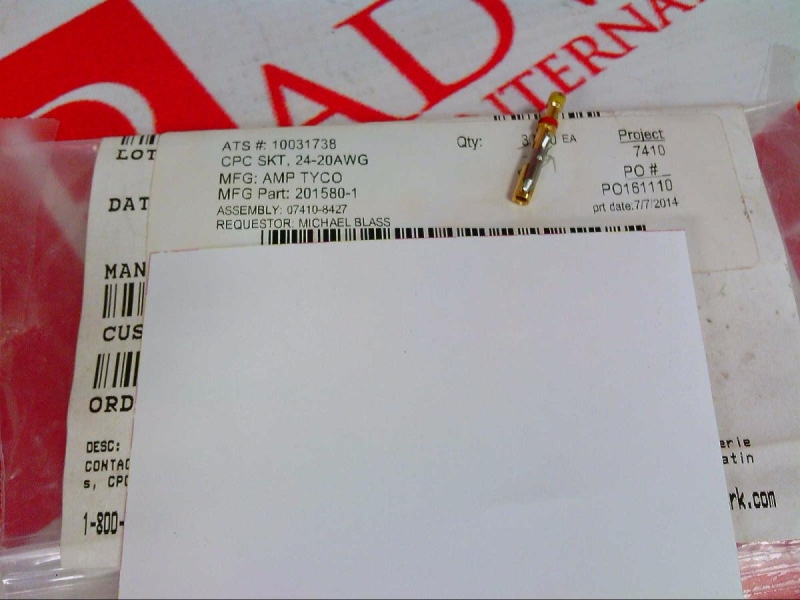 ADW
INTERNA
LOT
ATS #: 10031738
CPC SKT, 24-20AWG
MFG: AMP TYCO
MFG Part: 201580-1
ASSEMBLY: 07410-8427
REQUESTOR: MICHAEL BLASS
Qty: EA
Project
7410
PO #
PO161110
prt date:7/7/2014
DAT
MAN
CUS
ORD
DESC:
CONTAC
s, CPC
1-800-
erie
atin
rk.com